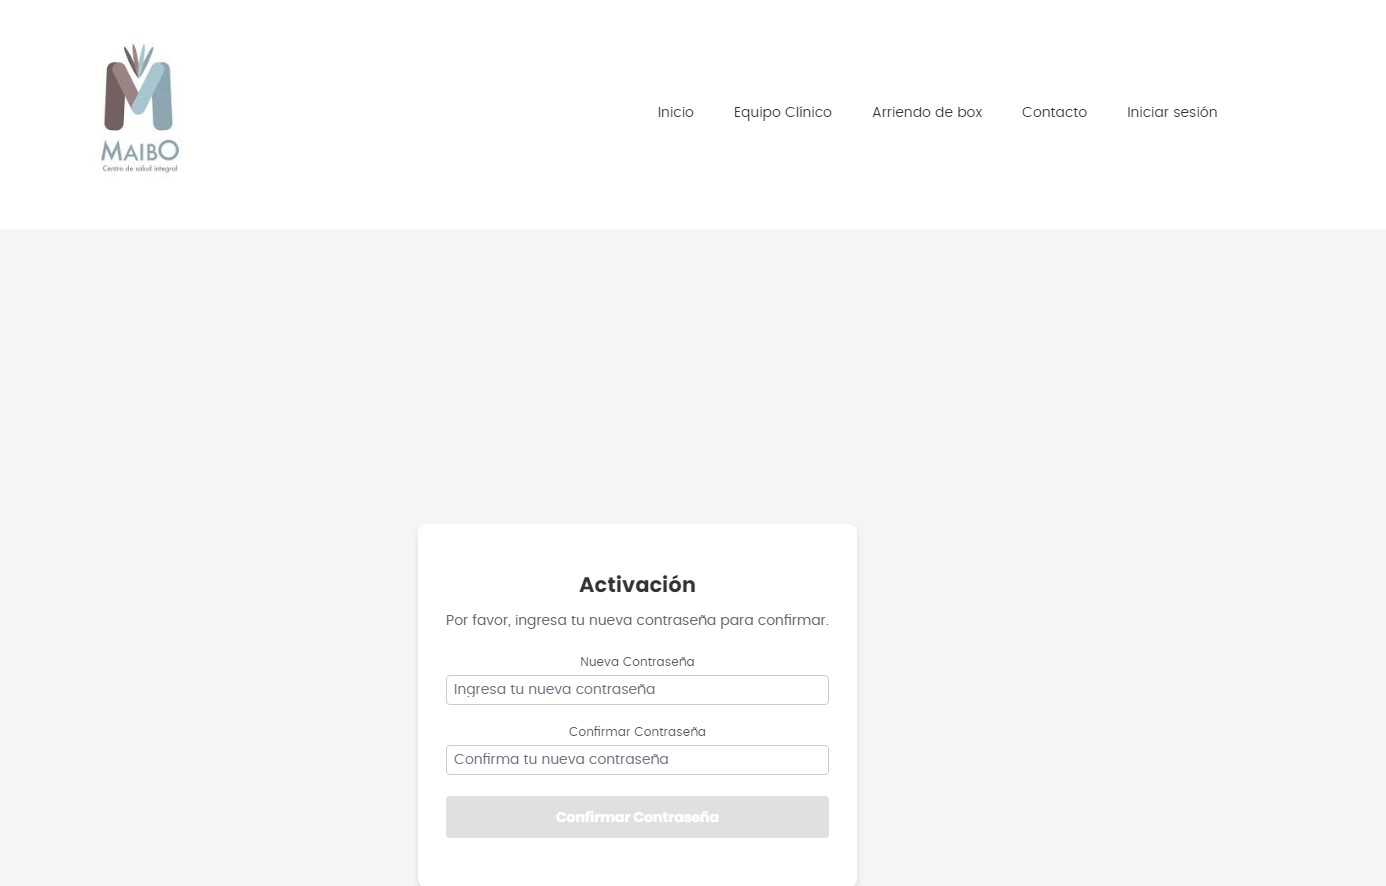 MAIBO
Centro de salud integral
Inicio
Equipo Clínico
Arriendo de box
Contacto
Iniciar sesión
Activación
Por favor, ingresa tu nueva contraseña para confirmar.
Nueva Contraseña
Ingresa tu nueva contraseña
Confirmar Contraseña
Confirma tu nueva contraseña
Confirmar Contraseña